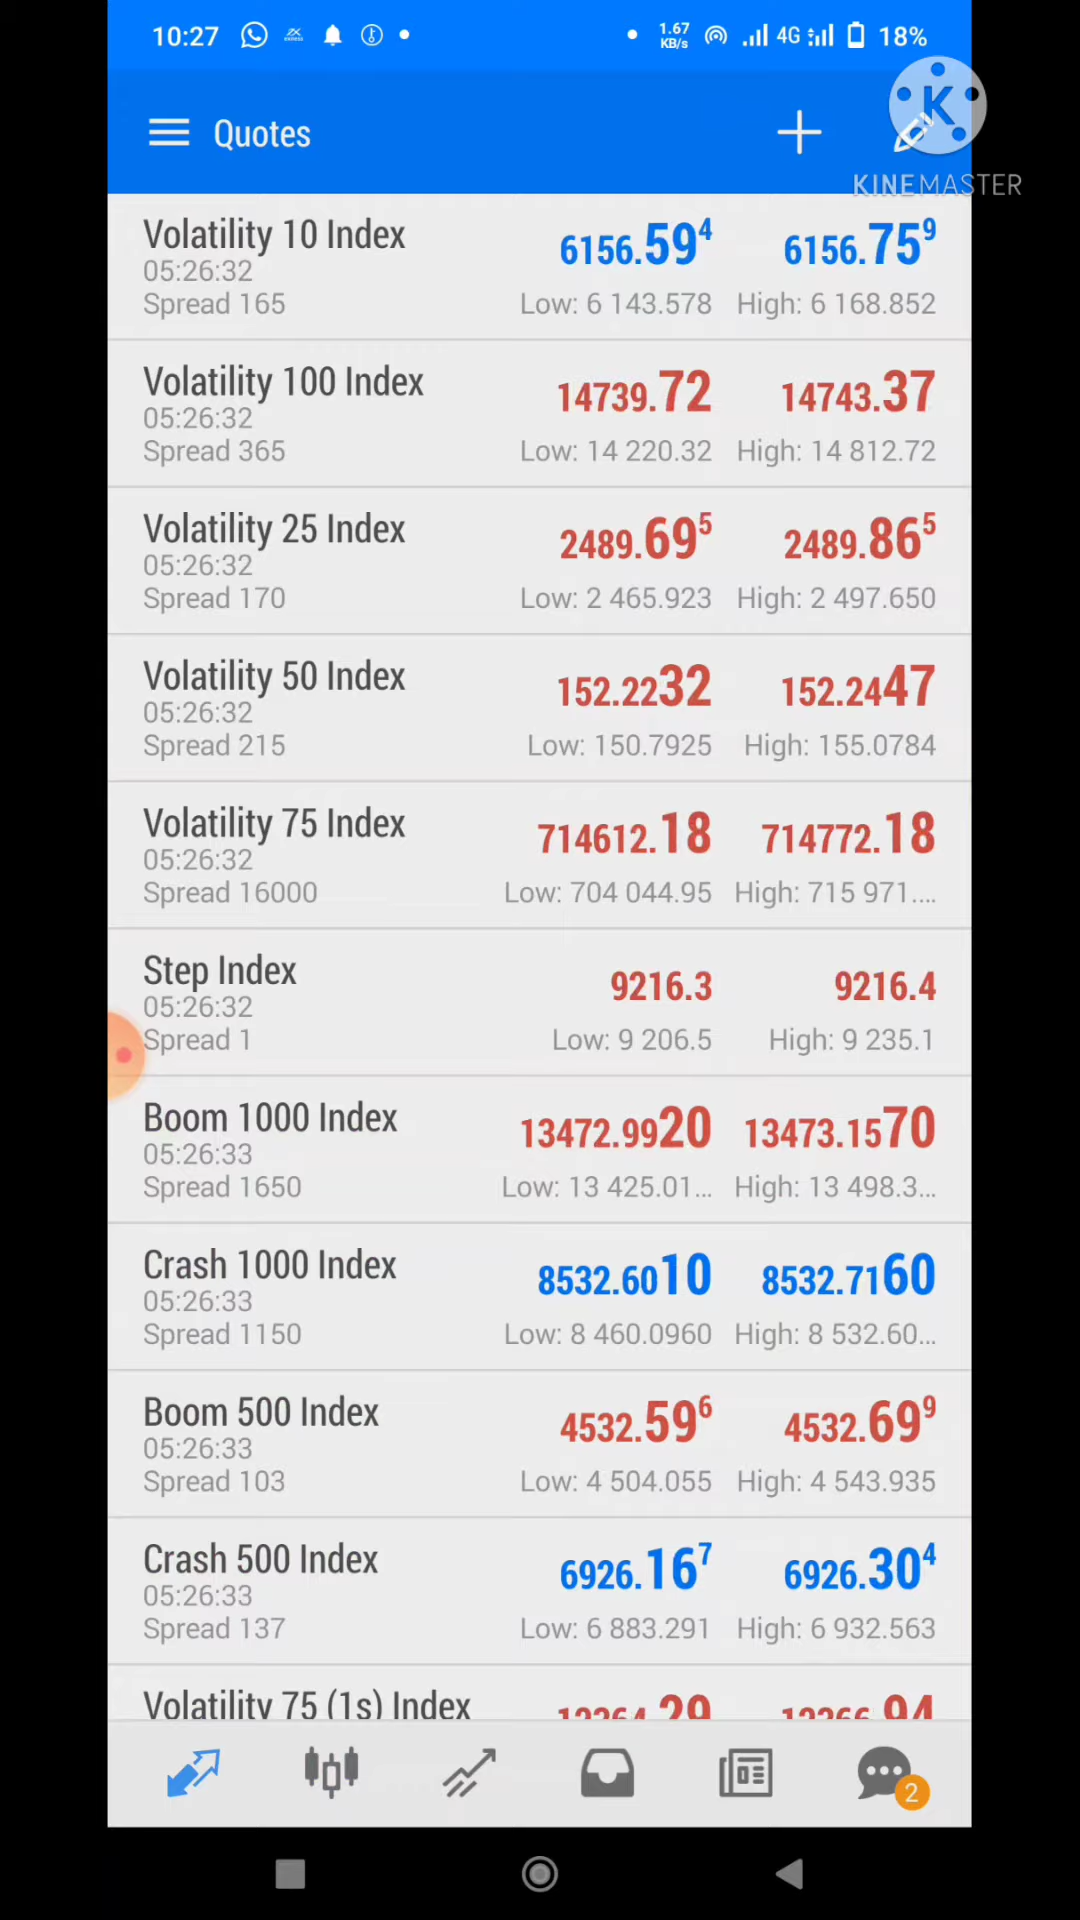 10:27
1.67 KB/s
4G
18%
Quotes
KINEMASTER
Volatility 10 Index
05:26:32
Spread 165
6156.594
6156.759
Low: 6 143.578
High: 6 168.852
Volatility 100 Index
05:26:32
Spread 365
14739.72
14743.37
Low: 14 220.32
High: 14 812.72
Volatility 25 Index
05:26:32
Spread 170
2489.695
2489.865
Low: 2 465.923
High: 2 497.650
Volatility 50 Index
05:26:32
Spread 215
152.2232
152.2447
Low: 150.7925
High: 155.0784
Volatility 75 Index
05:26:32
Spread 16000
714612.18
714772.18
Low: 704 044.95
High: 715 971....
Step Index
05:26:32
Spread 1
9216.3
9216.4
Low: 9 206.5
High: 9 235.1
Boom 1000 Index
05:26:33
Spread 1650
13472.9920
13473.1570
Low: 13 425.01...
High: 13 498.3...
Crash 1000 Index
05:26:33
Spread 1150
8532.6010
8532.7160
Low: 8 460.0960
High: 8 532.60...
Boom 500 Index
05:26:33
Spread 103
4532.596
4532.699
Low: 4 504.055
High: 4 543.935
Crash 500 Index
05:26:33
Spread 137
6926.167
6926.304
Low: 6 883.291
High: 6 932.563
Volatility 75 (1s) Index
2